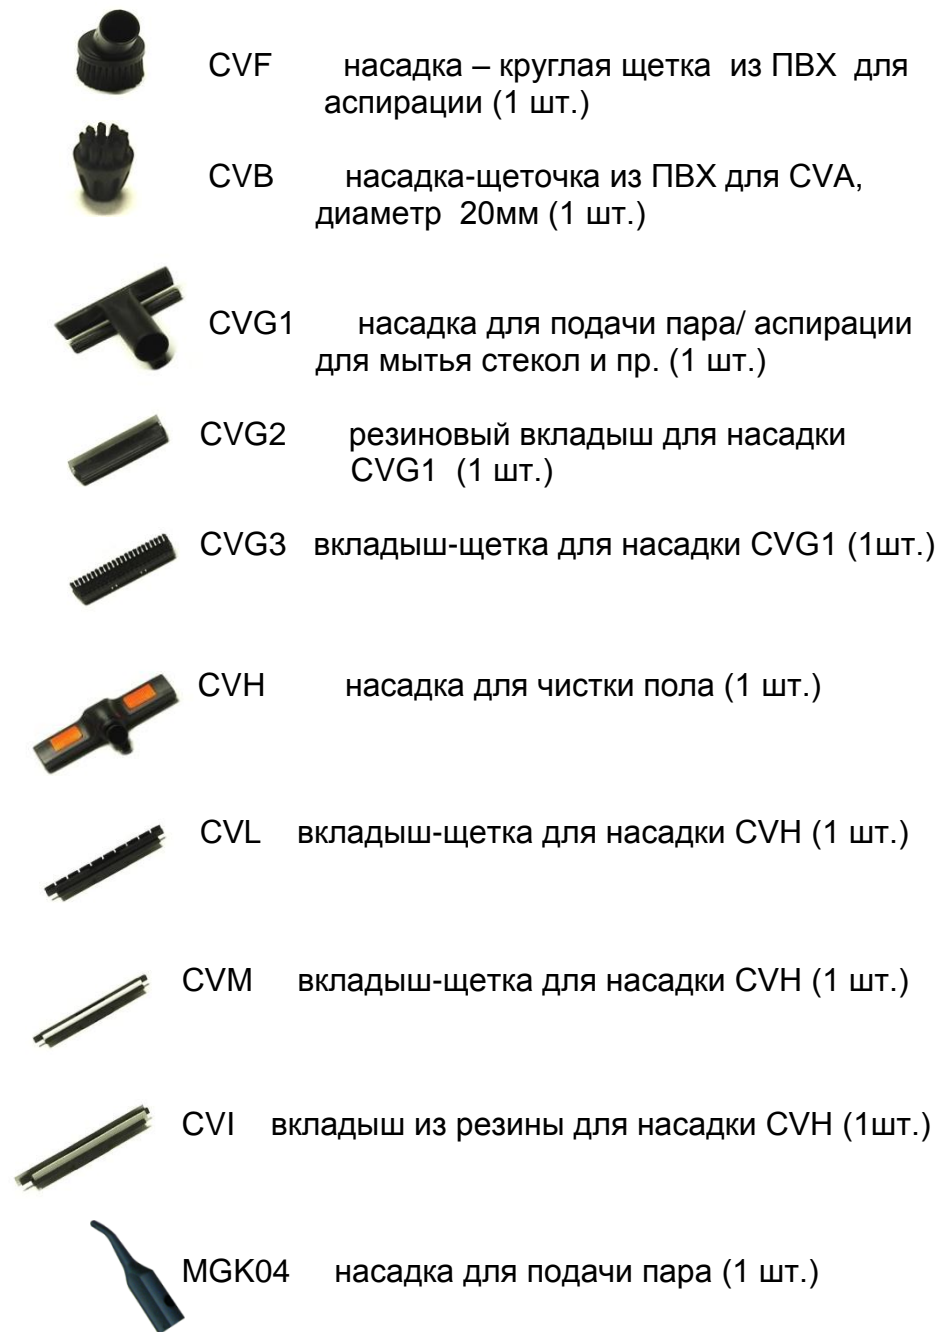 CVF насадка – круглая щетка из ПВХ для
аспирации (1 шт.)
CVB насадка-щеточка из ПВХ для CVA,
диаметр 20мм (1 шт.)
CVG1 насадка для подачи пара/ аспирации
для мытья стекол и пр. (1 шт.)
CVG2 резиновый вкладыш для насадки
CVG1 (1 шт.)
CVG3 вкладыш-щетка для насадки CVG1 (1шт.)
CVH насадка для чистки пола (1 шт.)
CVL вкладыш-щетка для насадки CVH (1 шт.)
CVM вкладыш-щетка для насадки CVH (1 шт.)
CVI вкладыш из резины для насадки CVH (1шт.)
MGK04 насадка для подачи пара (1 шт.)